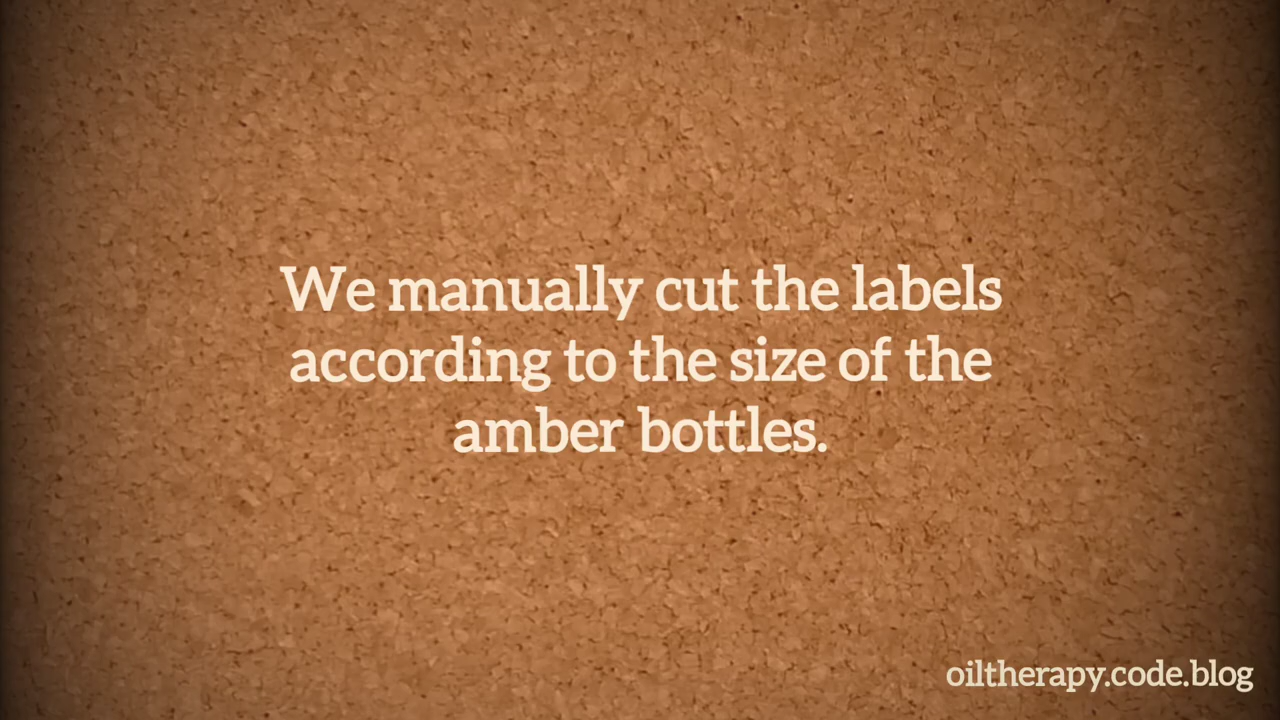 We manually cut the labels
according to the size of the
amber bottles.
oiltherapy.code.blog